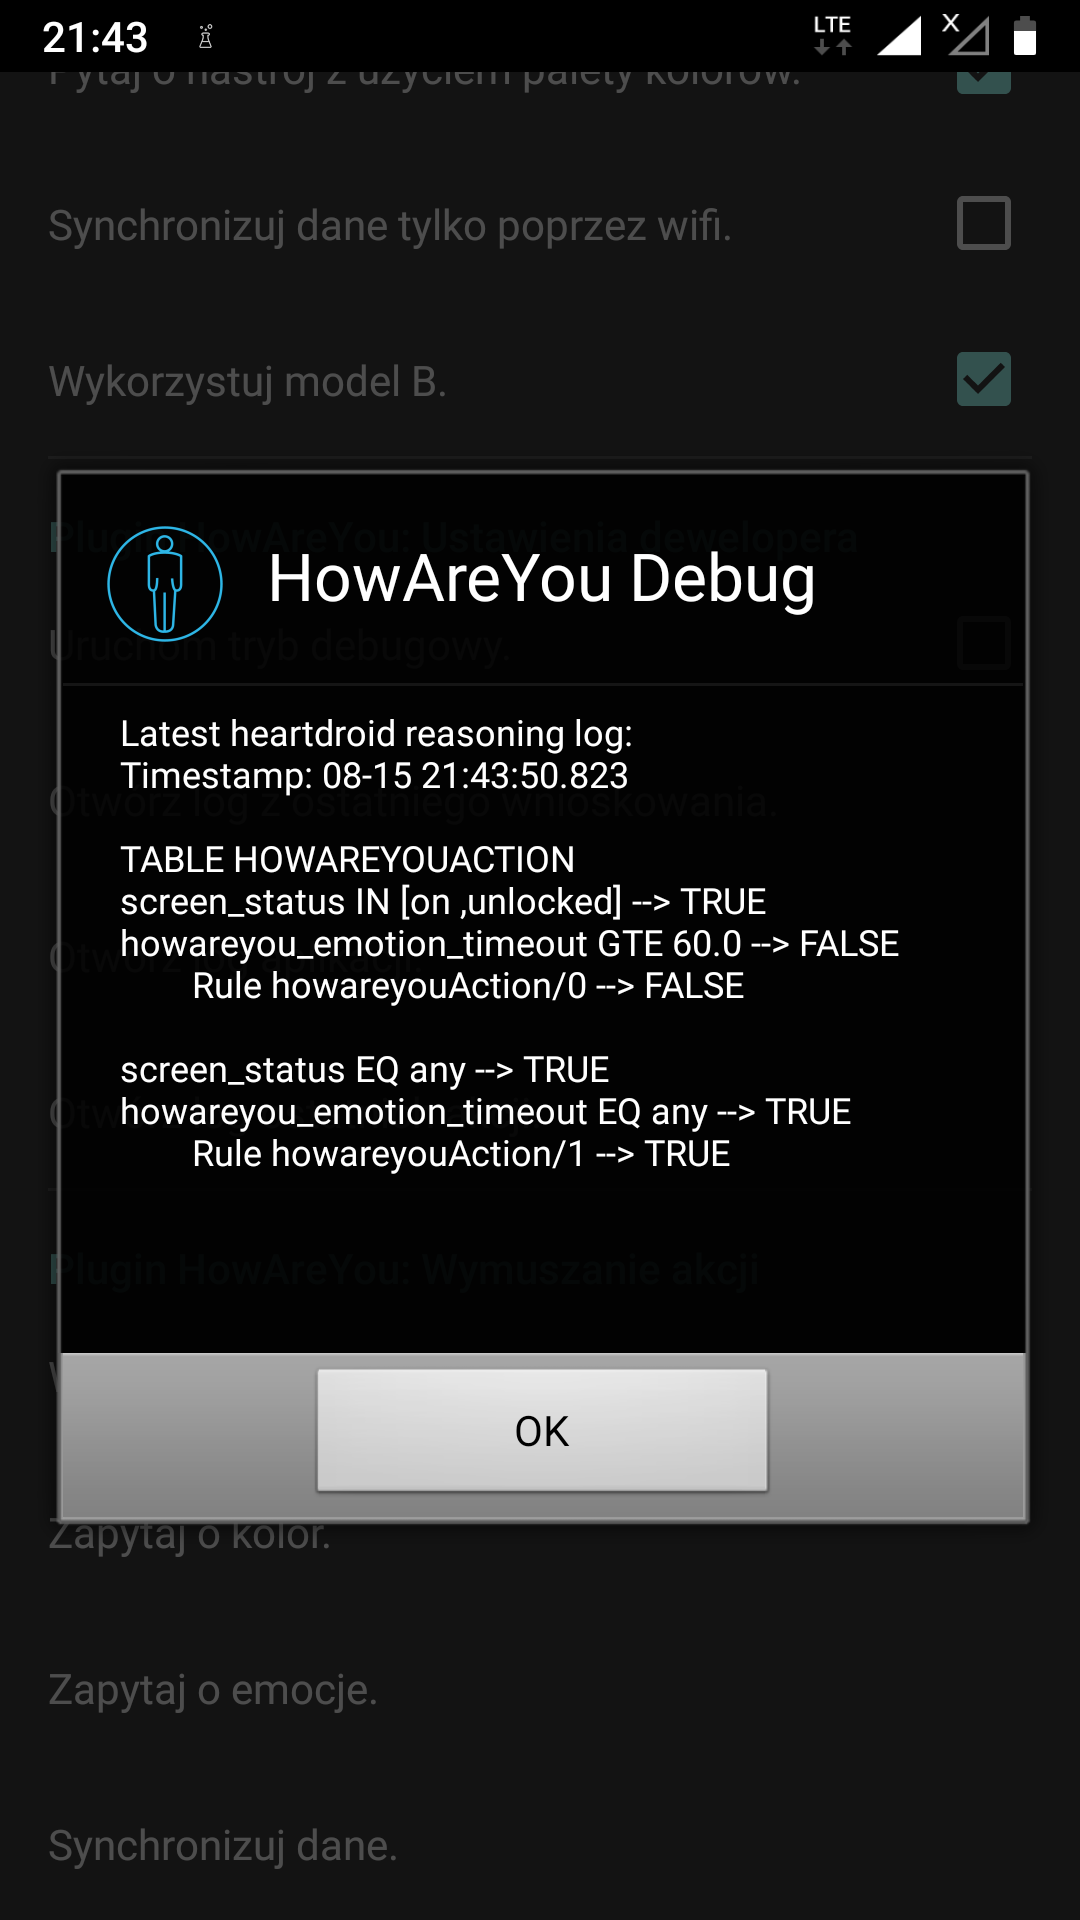 21:43 LTE X
Pytaj o nastrój z użyciem palety kolorów.
Synchronizuj dane tylko poprzez wifi.
Wykorzystuj model B.
Plugin HowAreYou: Ustawienia dewelopera
HowAreYou Debug
Uruchom tryb debugowy.
Latest heartdroid reasoning log:
Timestamp: 08-15 21:43:50.823
Otwórz log z ostatniego wnioskowania.
TABLE HOWAREYOUACTION
screen_status IN [on ,unlocked] --> TRUE
howareyou_emotion_timeout GTE 60.0 --> FALSE
Rule howareyouAction/0 --> FALSE
screen_status EQ any --> TRUE
howareyou_emotion_timeout EQ any --> TRUE
Rule howareyouAction/1 --> TRUE
Plugin HowAreYou: Wymuszanie akcji
OK
Zapytaj o kolor.
Zapytaj o emocje.
Synchronizuj dane.